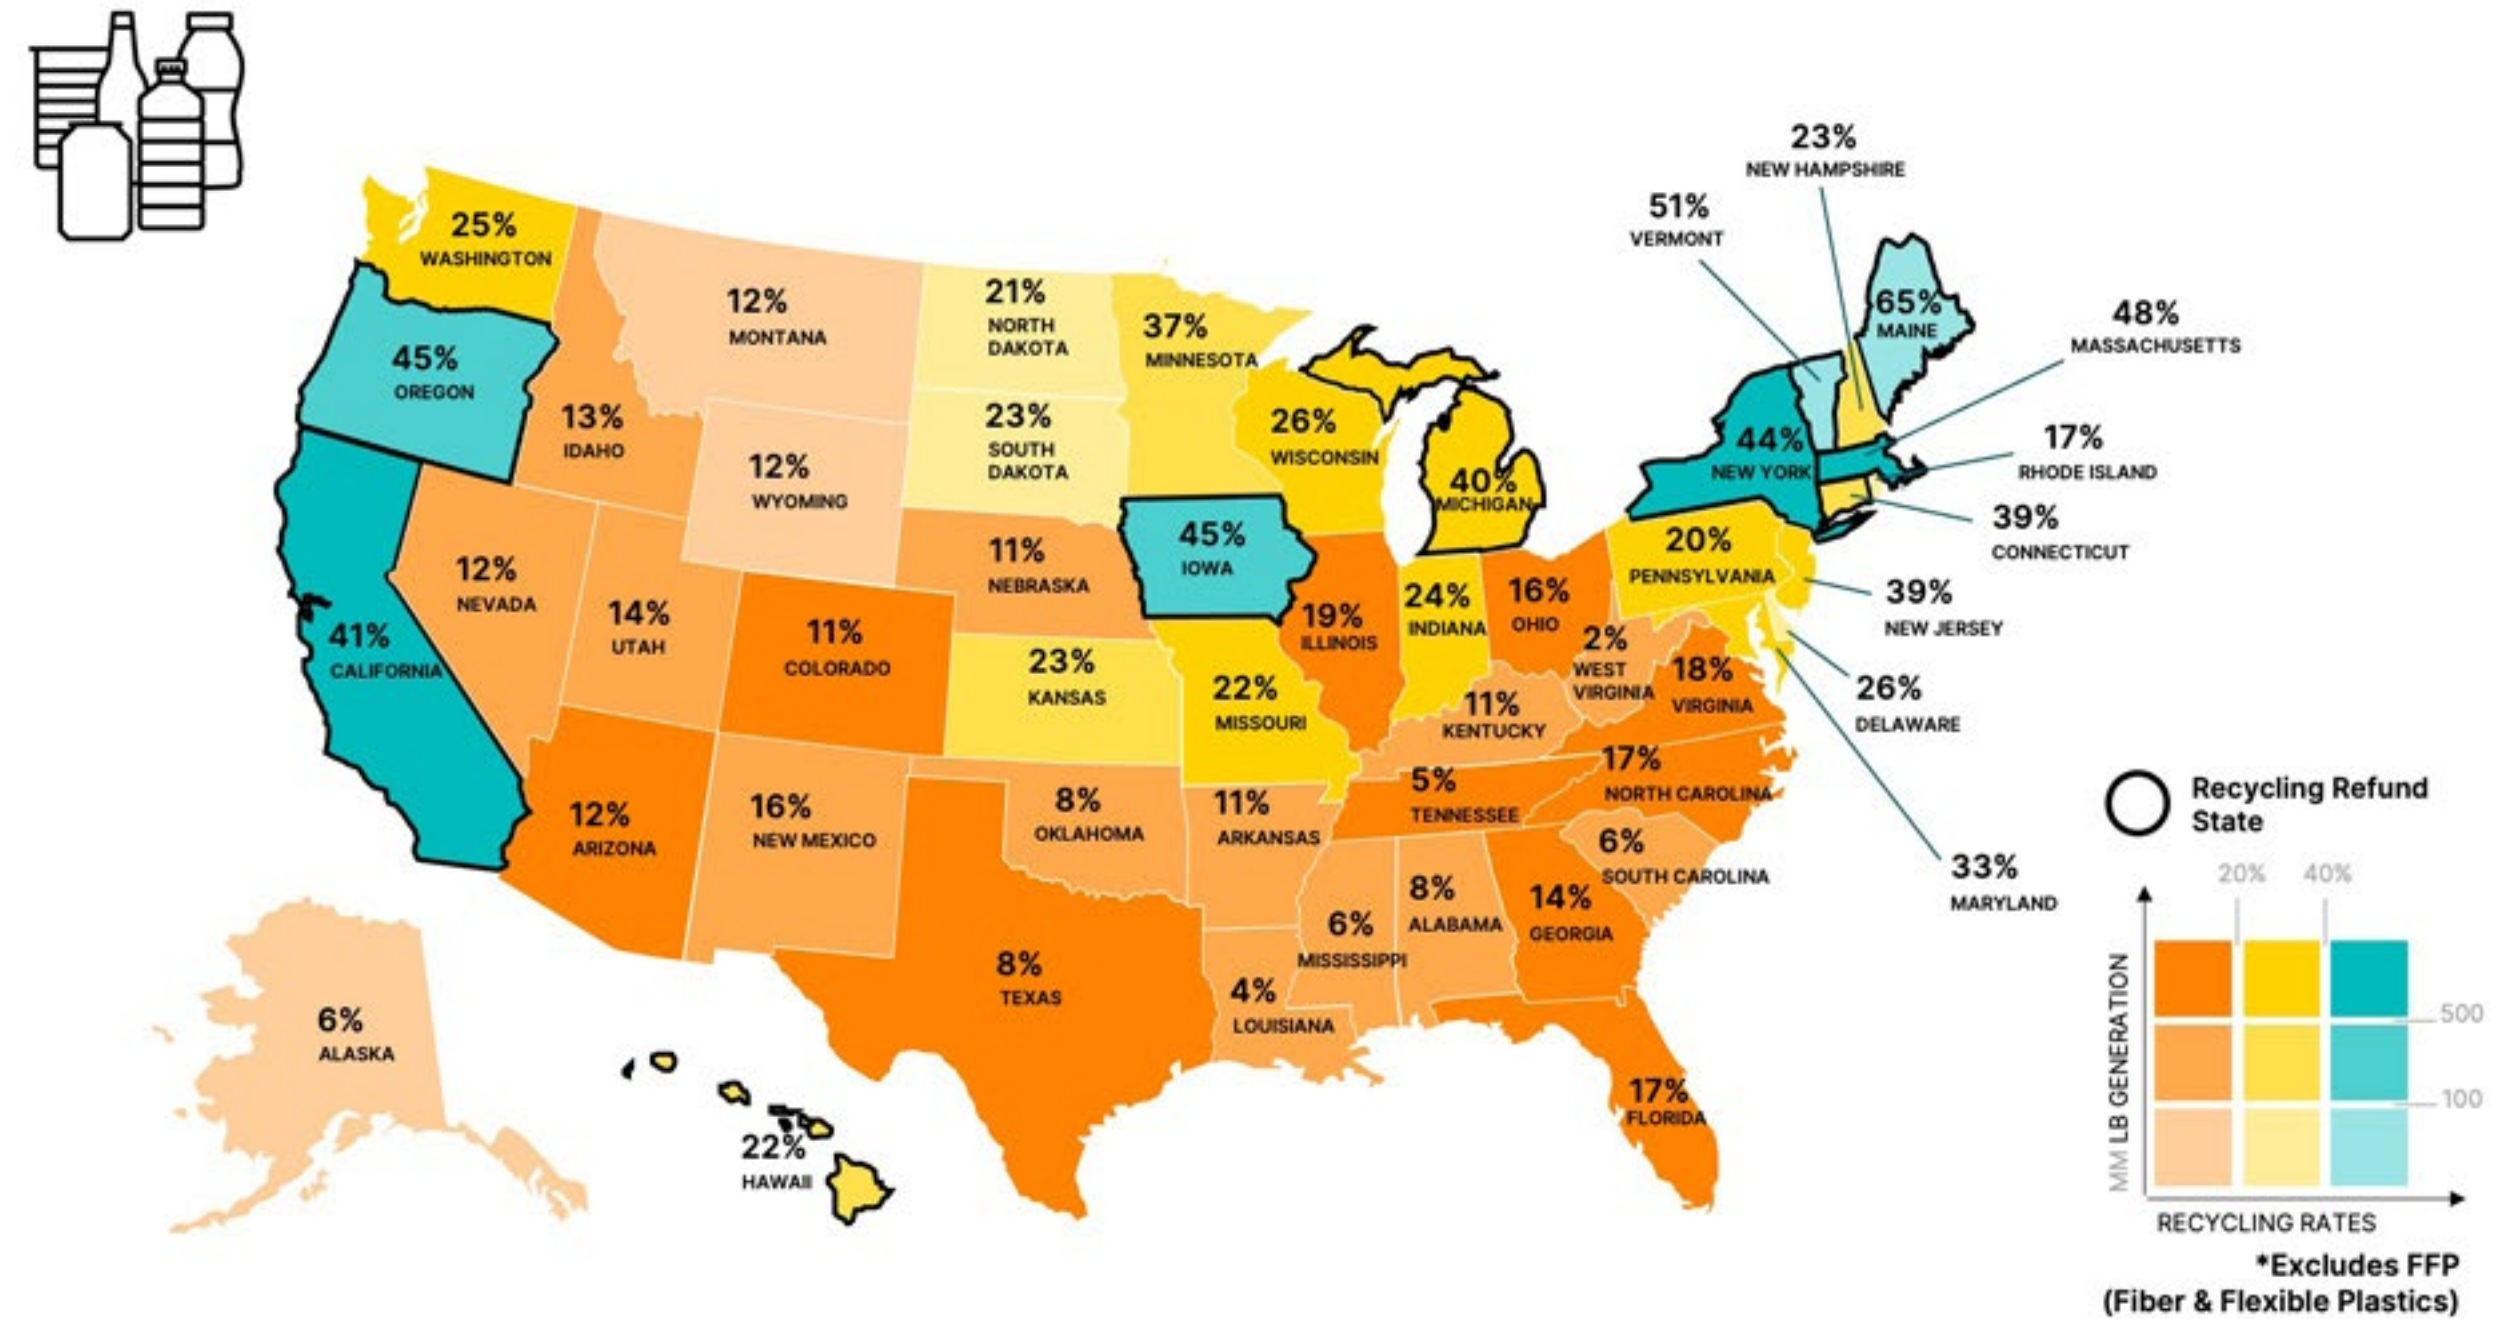 23%
NEW HAMPSHIRE
51%
VERMONT
25%
WASHINGTON
65%
MAINE
48%
MASSACHUSETTS
12%
MONTANA
21%
NORTH
DAKOTA
37%
MINNESOTA
45%
OREGON
13%
IDAHO
23%
SOUTH
DAKOTA
26%
WISCONSIN
40%
MICHIGAN
44%
NEW YORK
17%
RHODE ISLAND
12%
WYOMING
39%
CONNECTICUT
45%
IOWA
20%
PENNSYLVANIA
12%
NEVADA
14%
UTAH
11%
NEBRASKA
39%
NEW JERSEY
41%
CALIFORNIA
11%
COLORADO
23%
KANSAS
22%
MISSOURI
19%
ILLINOIS
24%
INDIANA
16%
OHIO
2%
WEST
VIRGINIA
18%
VIRGINIA
26%
DELAWARE
11%
KENTUCKY
17%
NORTH CAROLINA
5%
TENNESSEE
12%
ARIZONA
16%
NEW MEXICO
8%
OKLAHOMA
11%
ARKANSAS
6%
SOUTH CAROLINA
33%
MARYLAND
8%
TEXAS
4%
LOUISIANA
6%
MISSISSIPPI
8%
ALABAMA
14%
GEORGIA
17%
FLORIDA
6%
ALASKA
22%
HAWAII
Recycling Refund
State
20% 40%
MM LB GENERATION
500
100
RECYCLING RATES
*Excludes FFP
(Fiber & Flexible Plastics)